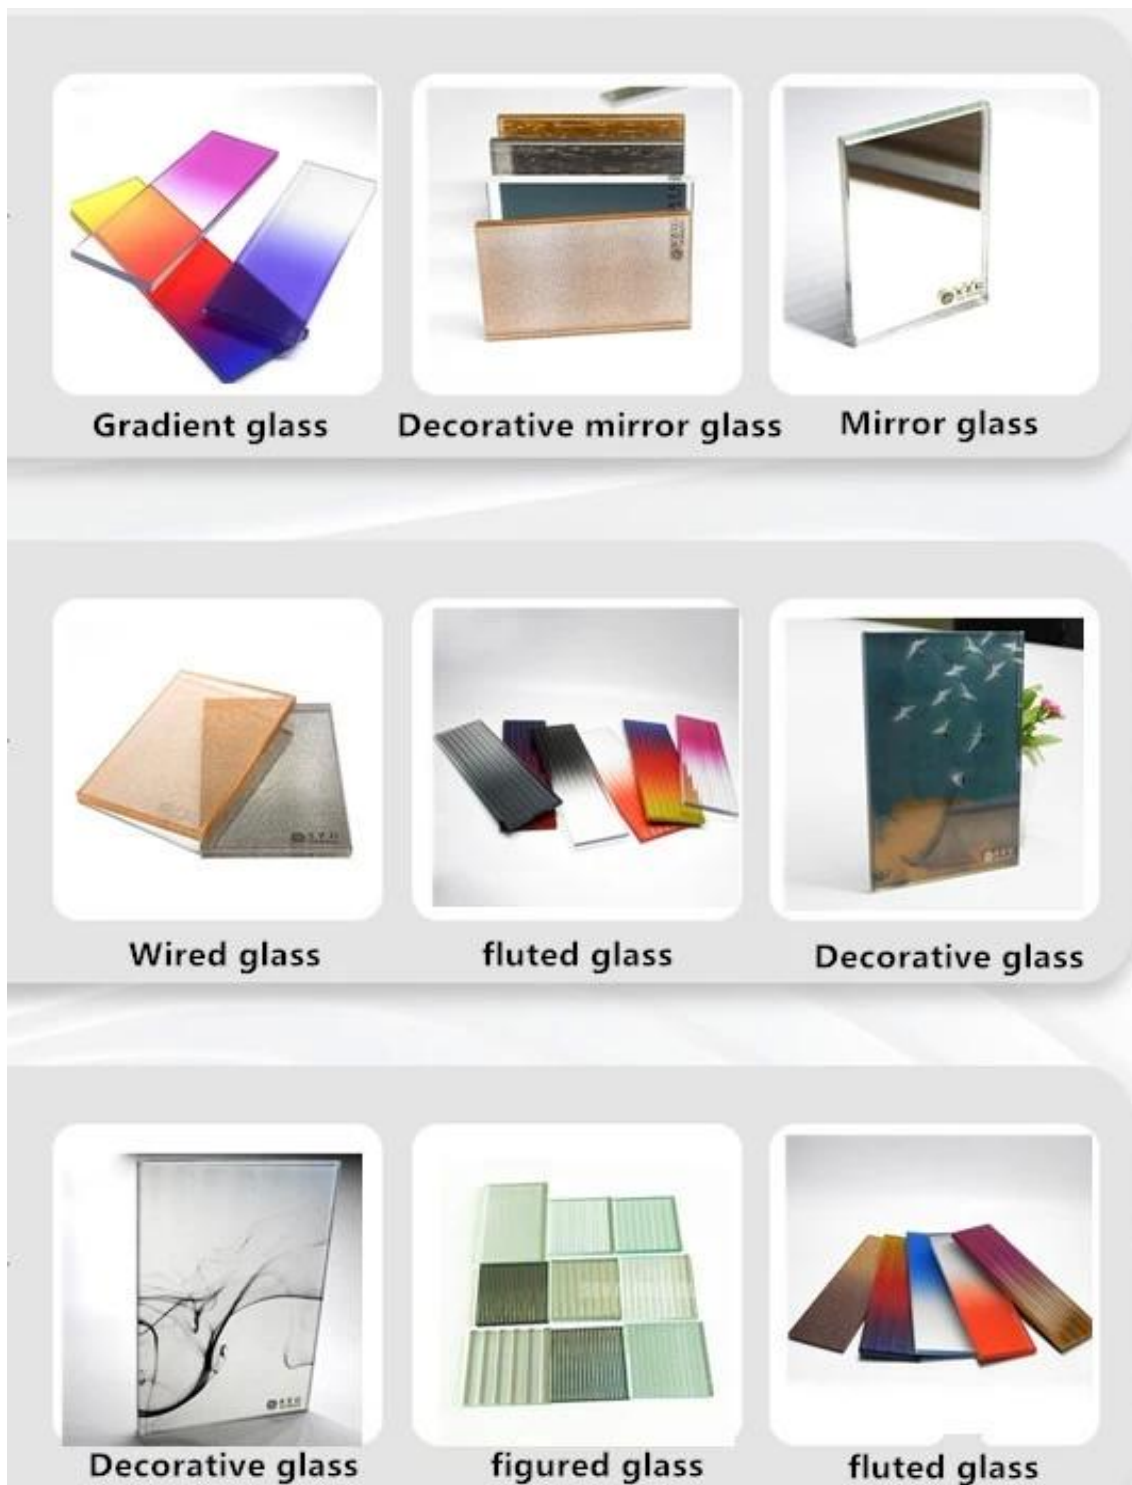 Gradient glass
Decorative mirror glass
Mirror glass
Wired glass
fluted glass
Decorative glass
Decorative glass
figured glass
fluted glass